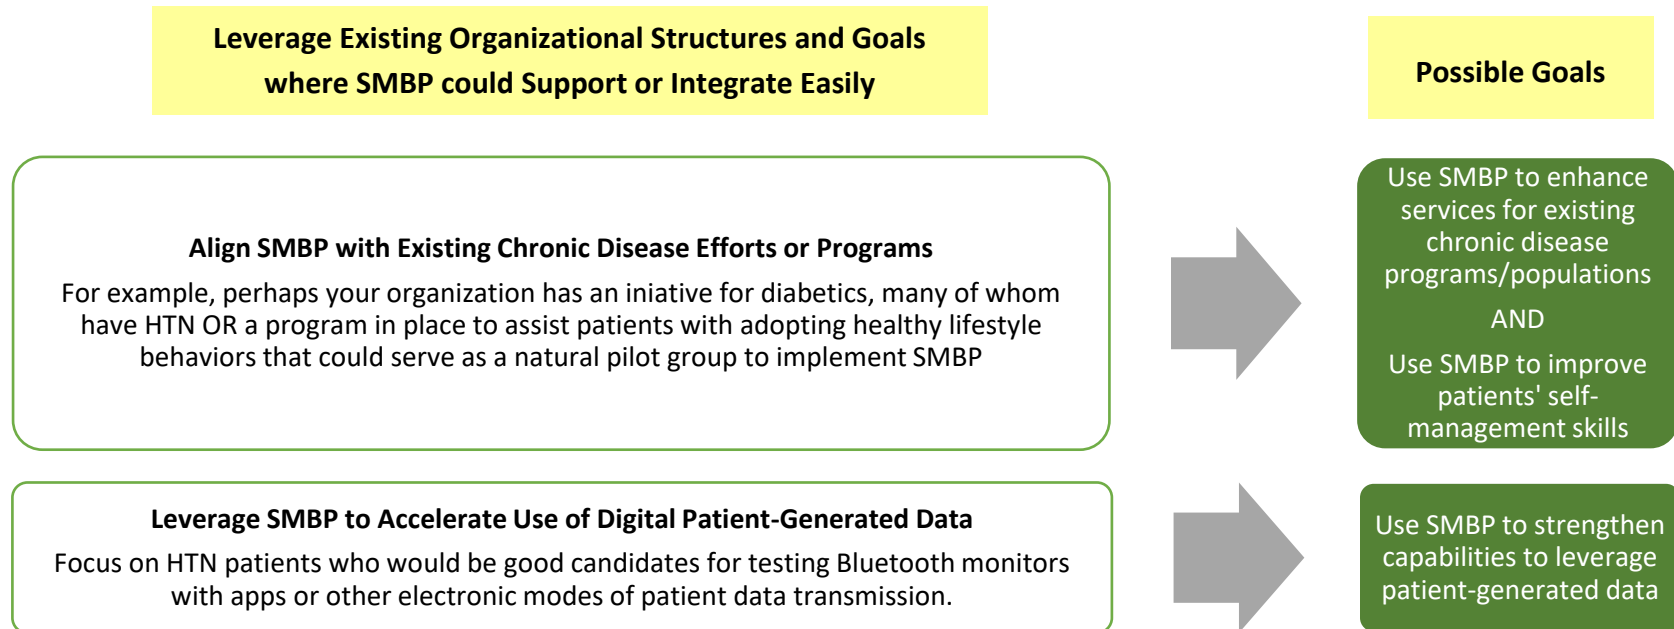 Leverage Existing Organizational Structures and Goals
where SMBP could Support or Integrate Easily
Possible Goals
Align SMBP with Existing Chronic Disease Efforts or Programs
For example, perhaps your organization has an iniative for diabetics, many of whom
have HTN OR a program in place to assist patients with adopting healthy lifestyle
behaviors that could serve as a natural pilot group to implement SMBP
Use SMBP to enhance
services for existing
chronic disease
programs/populations
AND
Use SMBP to improve
patients' self-
management skills
Leverage SMBP to Accelerate Use of Digital Patient-Generated Data
Focus on HTN patients who would be good candidates for testing Bluetooth monitors
with apps or other electronic modes of patient data transmission.
Use SMBP to strengthen
capabilities to leverage
patient-generated data